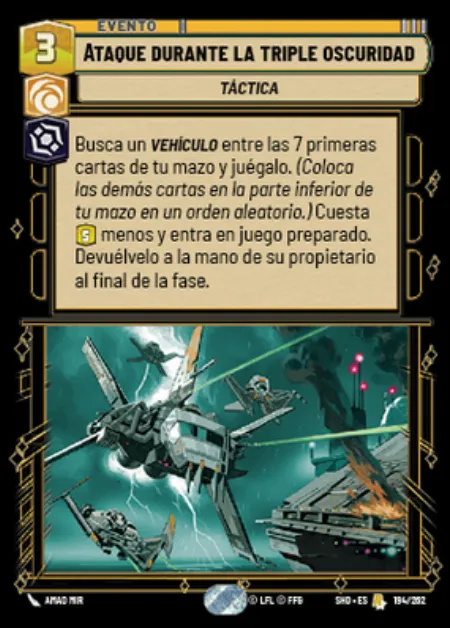 EVENTO
3
ATAQUE DURANTE LA TRIPLE OSCURIDAD
TÁCTICA
Busca un VEHÍCULO entre las 7 primeras
cartas de tu mazo y juégalo. (Coloca
las demás cartas en la parte inferior de
tu mazo en un orden aleatorio.) Cuesta
5 menos y entra en juego preparado.
Devuélvelo a la mano de su propietario
al final de la fase.
AMAD MIR
© LFL © FFG
SHD • ES
194/262